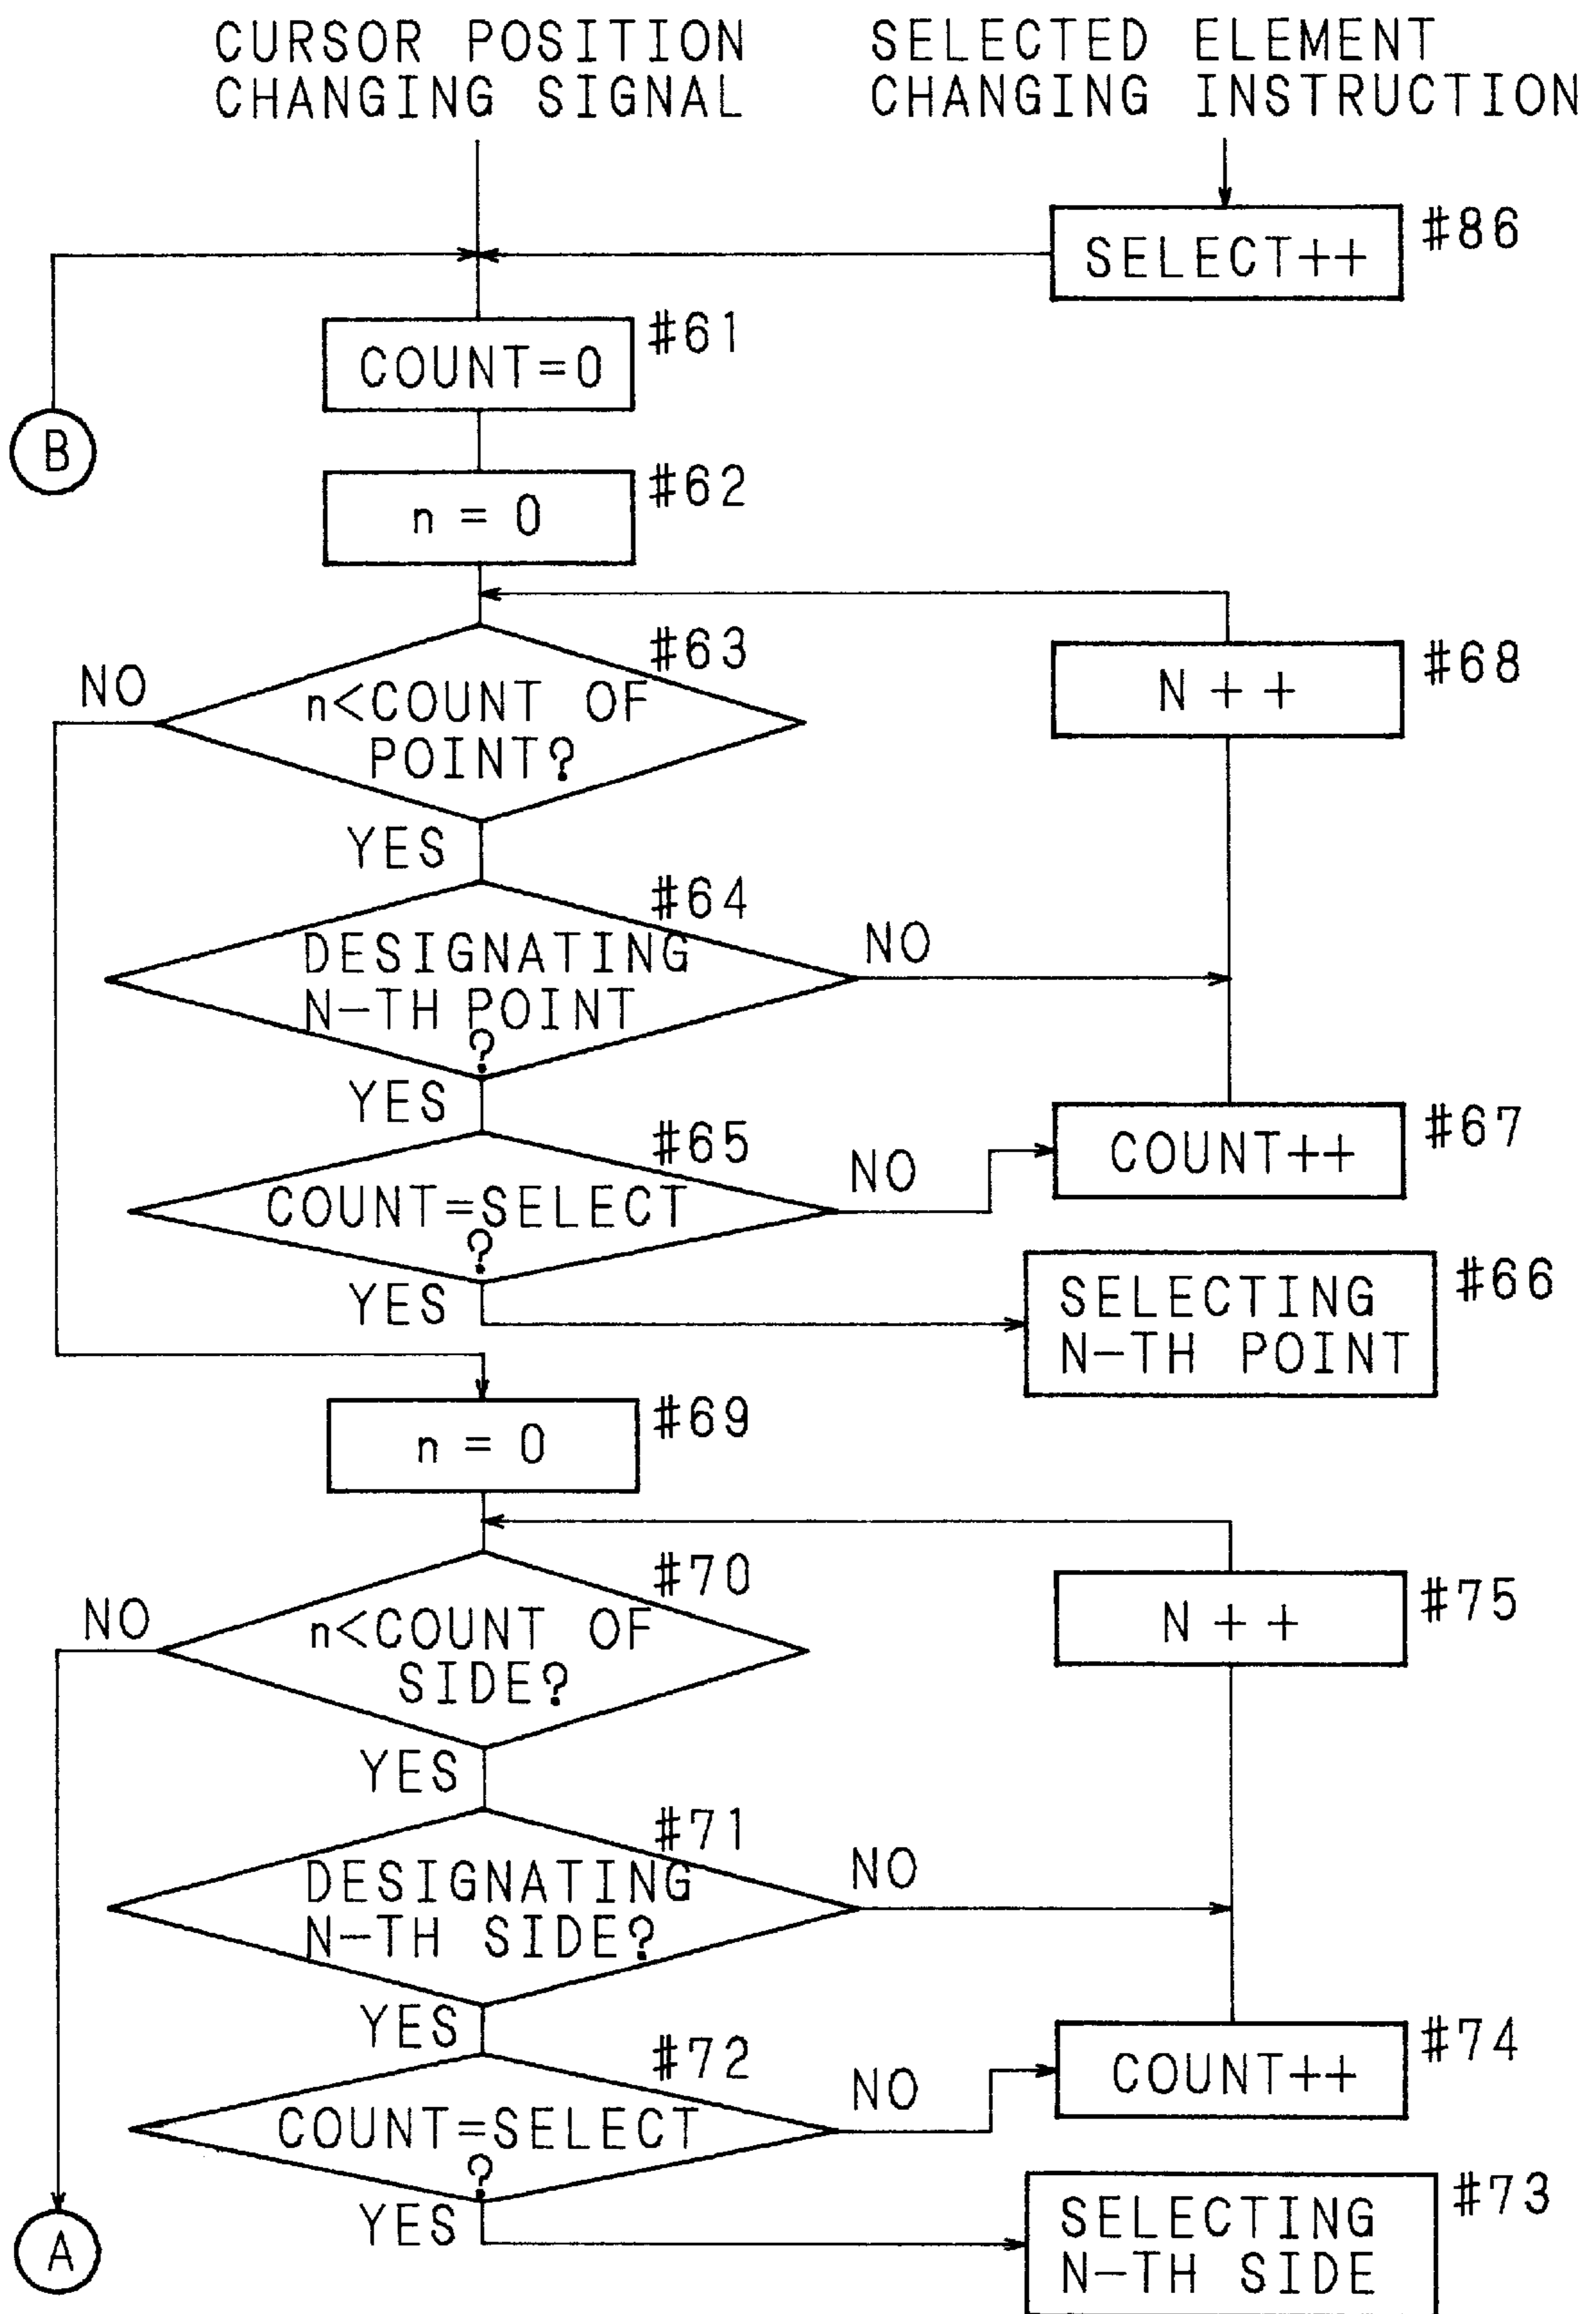 CURSOR POSITION
CHANGING SIGNAL
SELECTED ELEMENT
CHANGING INSTRUCTION
SELECT++
#86
COUNT=0
#61
B
n = 0
#62
#63
NO
n<COUNT OF
POINT?
YES
N++
#68
#64
DESIGNATING
N-TH POINT
?
NO
YES
#65
COUNT=SELECT
?
NO
YES
COUNT++
#67
SELECTING
N-TH POINT
#66
n = 0
#69
#70
NO
n<COUNT OF
SIDE?
YES
N++
#75
#71
DESIGNATING
N-TH SIDE?
NO
YES
#72
COUNT=SELECT
?
NO
YES
COUNT++
#74
SELECTING
N-TH SIDE
#73
A